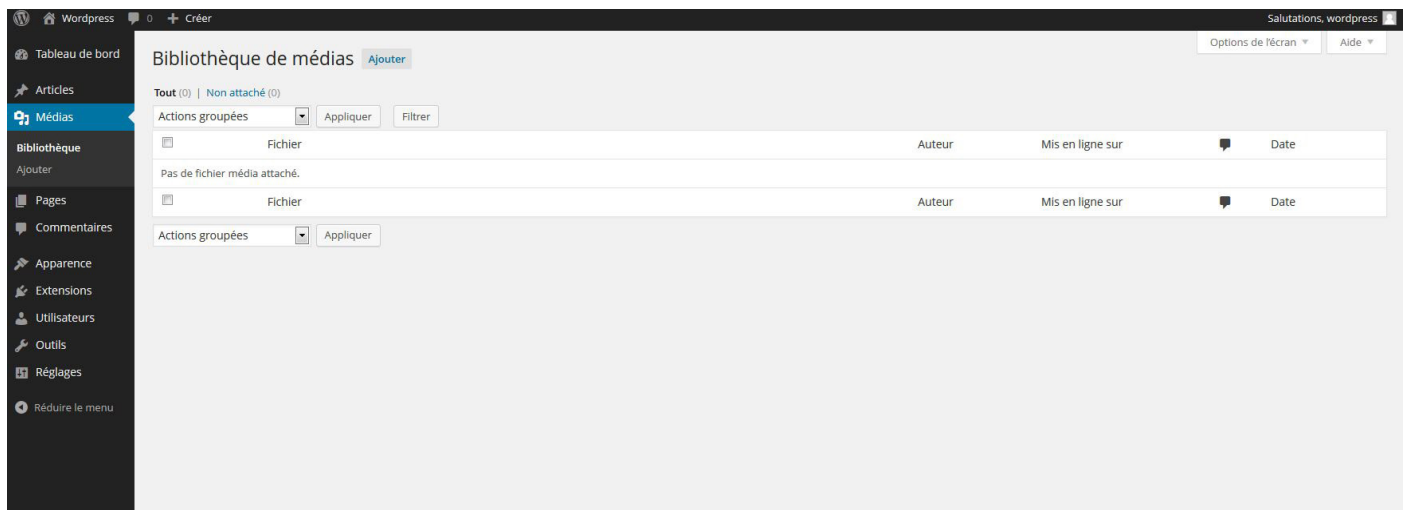 Wordpress 0 + Créer Salutations, wordpress
Options de l'écran Aide
Tableau de bord
Articles
Médias
Bibliothèque
Ajouter
Pages
Commentaires
Apparence
Extensions
Utilisateurs
Outils
Réglages
Réduire le menu
Bibliothèque de médias Ajouter
Tout (0) | Non attaché (0)
Actions groupées Appliquer Filtrer
Fichier Auteur Mis en ligne sur Date
Pas de fichier média attaché.
Fichier Auteur Mis en ligne sur Date
Actions groupées Appliquer